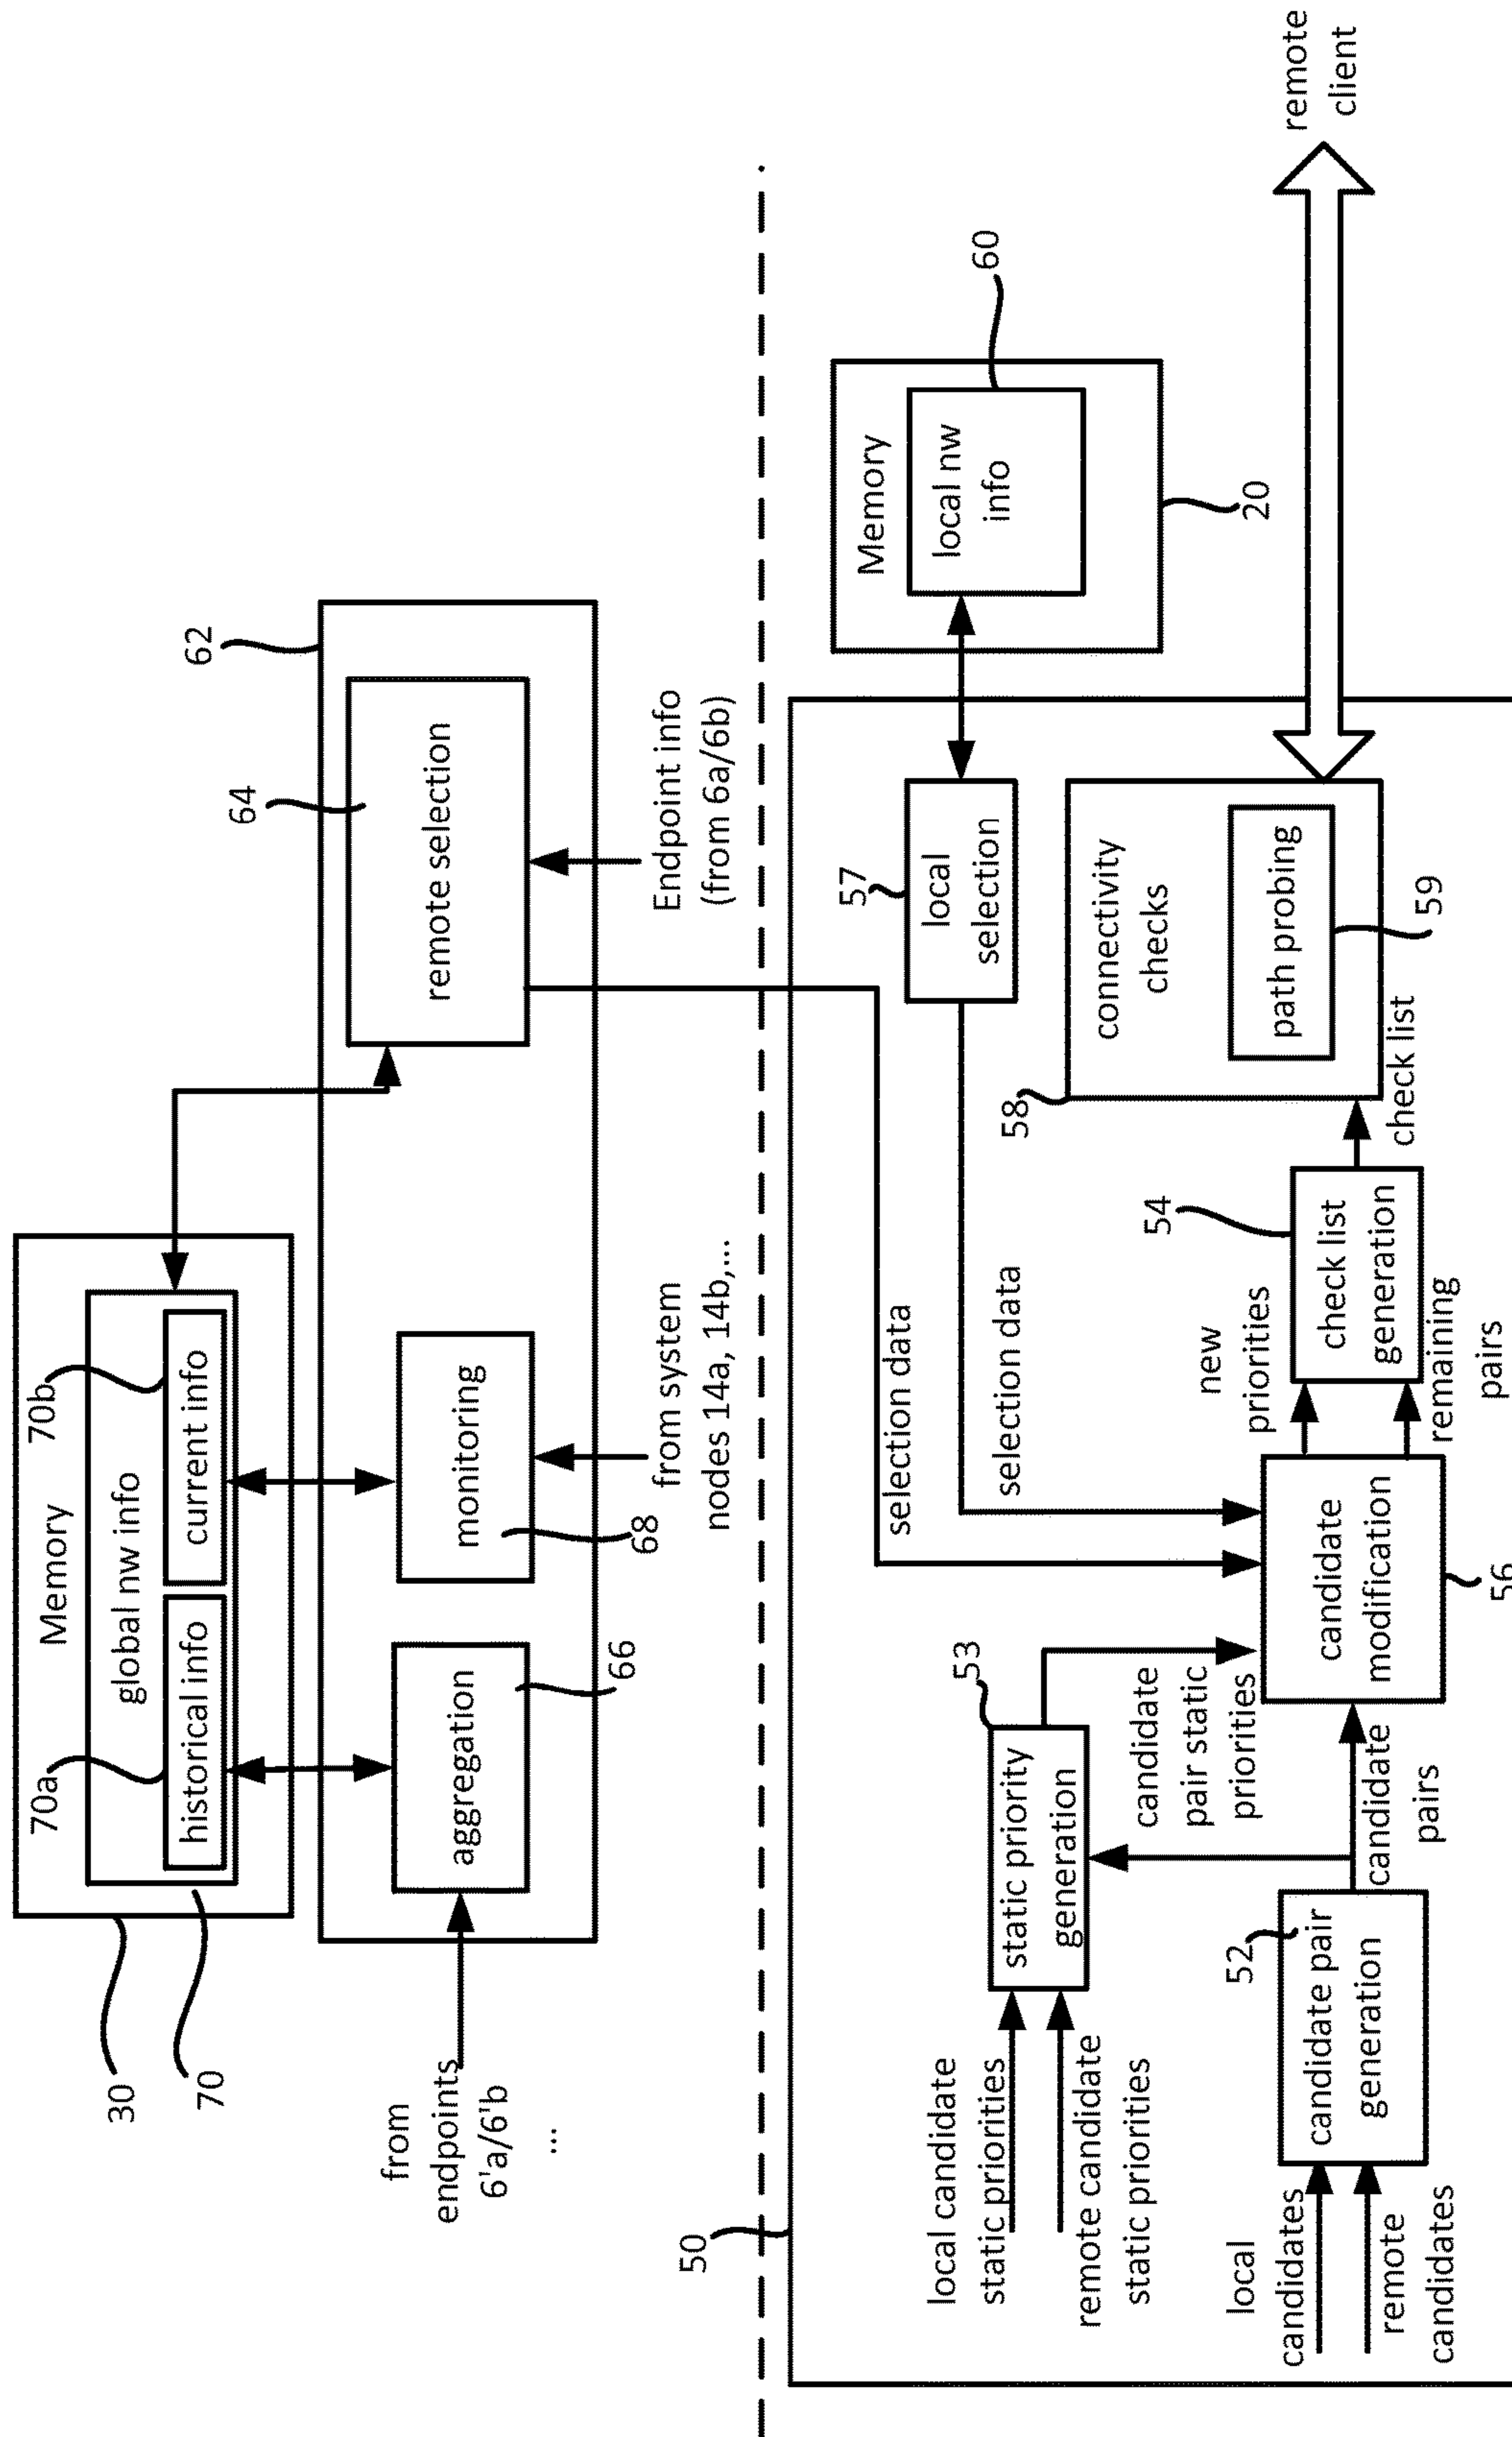 30
70
70a
70b
Memory
global nw info
historical info
current info
62
64
remote selection
aggregation
66
monitoring
68
from
endpoints
6'a/6'b
...
from system
nodes 14a, 14b,...
Endpoint info
(from 6a/6b)
50
selection data
selection data
57
local
selection
Memory
local nw
info
60
20
local candidate
static priorities
remote candidate
static priorities
53
static priority
generation
candidate
pair static
priorities
local
candidates
remote
candidates
52
candidate pair
generation
candidate
pairs
candidate
modification
56
new
priorities
remaining
pairs
54
check list
generation
check list
58
connectivity
checks
path probing
59
remote
client